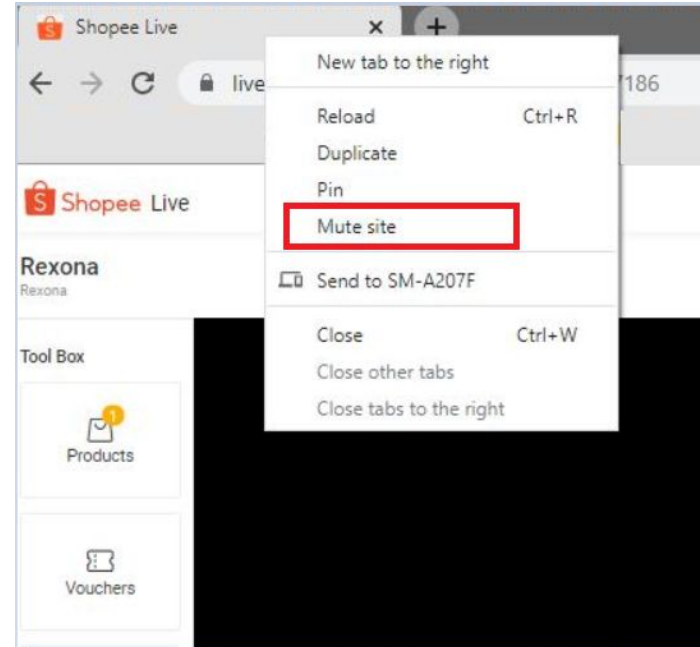 Shopee Live
New tab to the right
live
7186
Reload Ctrl+R
Duplicate
Pin
Mute site
Shopee Live
Rexona
Rexona
Send to SM-A207F
Close Ctrl+W
Close other tabs
Close tabs to the right
Tool Box
1
Products
Vouchers